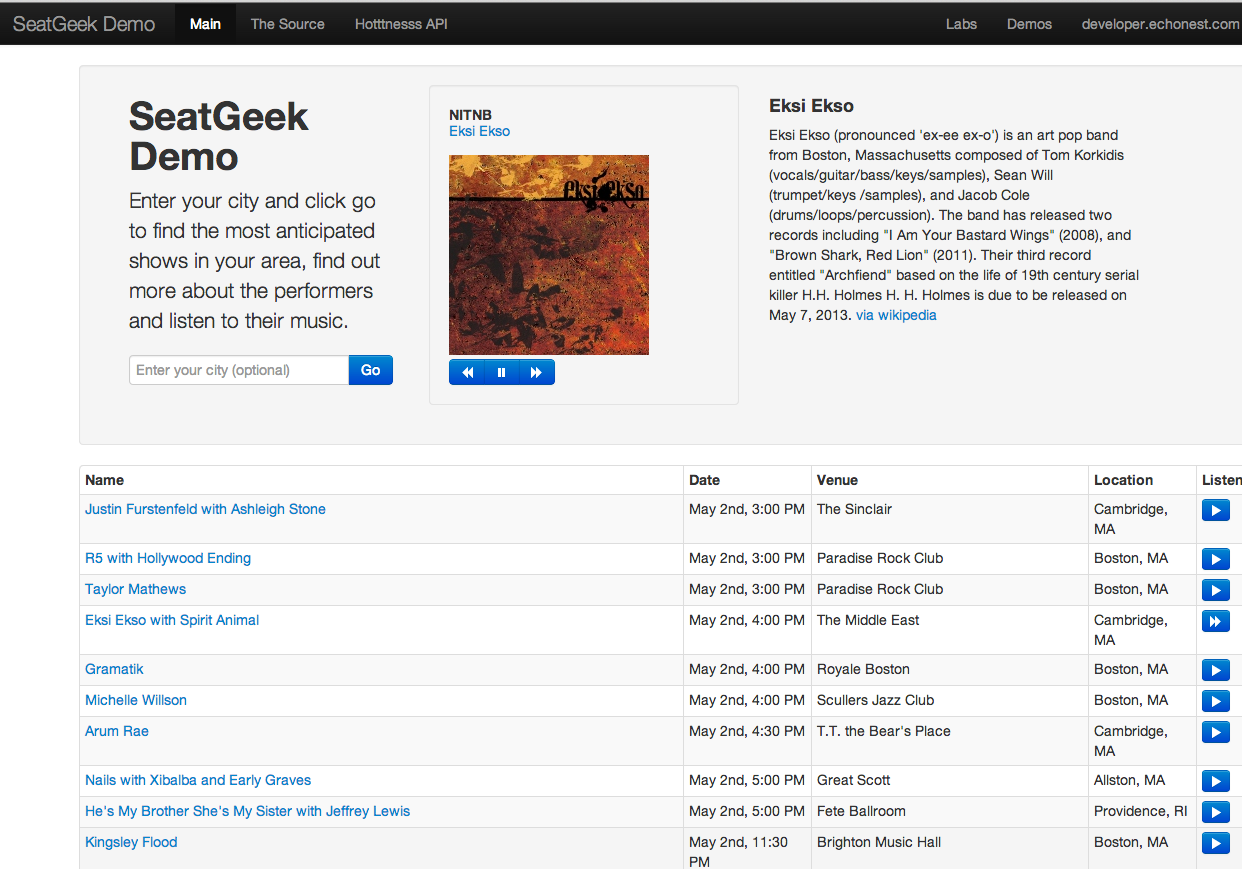 SeatGeek Demo Main The Source Hotttnesss API Labs Demos developer.echonest.com
SeatGeek
Demo
Enter your city and click go
to find the most anticipated
shows in your area, find out
more about the performers
and listen to their music.
Enter your city (optional) Go
NITNB
Eksi Ekso
eksi ekso
Eksi Ekso
Eksi Ekso (pronounced 'ex-ee ex-o') is an art pop band
from Boston, Massachusetts composed of Tom Korkidis
(vocals/guitar/bass/keys/samples), Sean Will
(trumpet/keys /samples), and Jacob Cole
(drums/loops/percussion). The band has released two
records including "I Am Your Bastard Wings" (2008), and
"Brown Shark, Red Lion" (2011). Their third record
entitled "Archfiend" based on the life of 19th century serial
killer H.H. Holmes H. H. Holmes is due to be released on
May 7, 2013. via wikipedia
Name Date Venue Location Listen
Justin Furstenfeld with Ashleigh Stone May 2nd, 3:00 PM The Sinclair Cambridge,
MA
R5 with Hollywood Ending May 2nd, 3:00 PM Paradise Rock Club Boston, MA
Taylor Mathews May 2nd, 3:00 PM Paradise Rock Club Boston, MA
Eksi Ekso with Spirit Animal May 2nd, 4:00 PM The Middle East Cambridge,
MA
Gramatik May 2nd, 4:00 PM Royale Boston Boston, MA
Michelle Willson May 2nd, 4:00 PM Scullers Jazz Club Boston, MA
Arum Rae May 2nd, 4:30 PM T.T. the Bear's Place Cambridge,
MA
Nails with Xibalba and Early Graves May 2nd, 5:00 PM Great Scott Allston, MA
He's My Brother She's My Sister with Jeffrey Lewis May 2nd, 5:00 PM Fete Ballroom Providence, RI
Kingsley Flood May 2nd, 11:30 Brighton Music Hall Boston, MA
PM